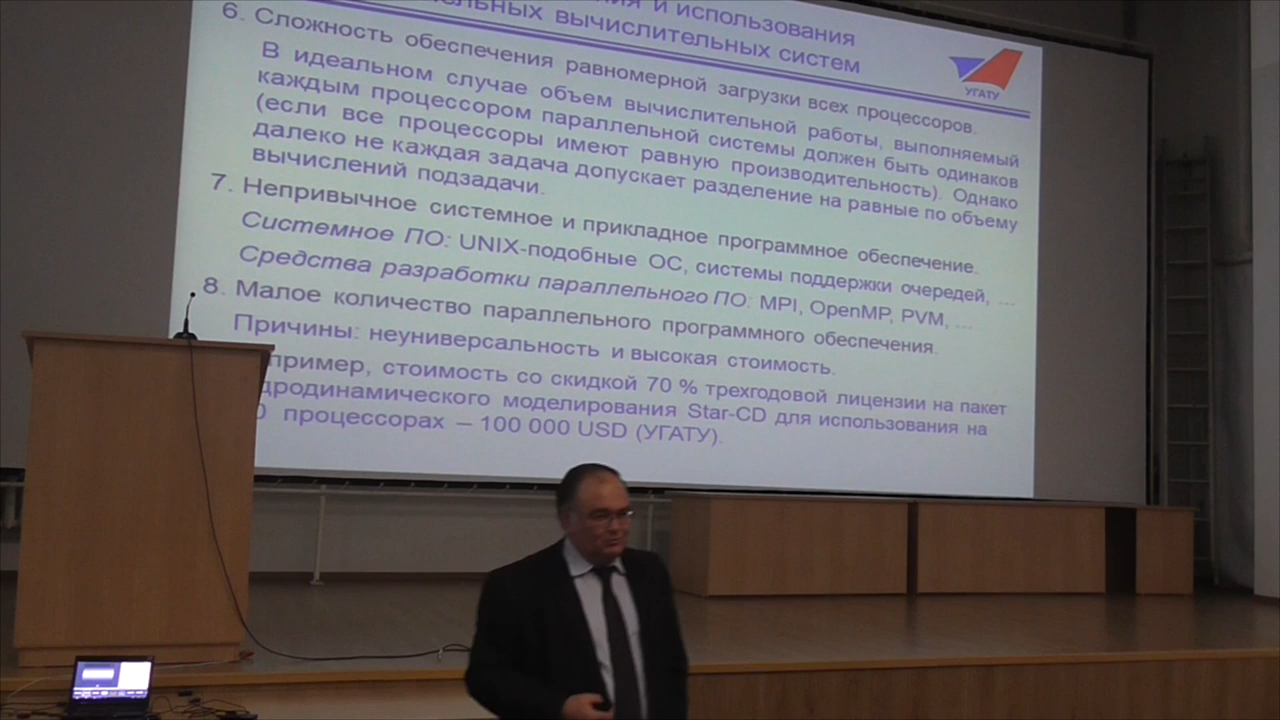 и использования
вычислительных систем
УГАТУ
6. Сложность обеспечения равномерной загрузки всех процессоров.
В идеальном случае объем вычислительной работы, выполняемый
каждым процессором параллельной системы должен быть одинаков
(если все процессоры имеют равную производительность). Однако
далеко не каждая задача допускает разделение на равные по объему
вычислений подзадачи.
7. Непривычное системное и прикладное программное обеспечение.
Системное ПО: UNIX-подобные ОС, системы поддержки очередей, ...
Средства разработки параллельного ПО: MPI, OpenMP, PVM, ...
8. Малое количество параллельного программного обеспечения.
Причины: неуниверсальность и высокая стоимость.
пример, стоимость со скидкой 70 % трехгодовой лицензии на пакет
дродинамического моделирования Star-CD для использования на
0 процессорах – 100 000 USD (УГАТУ).